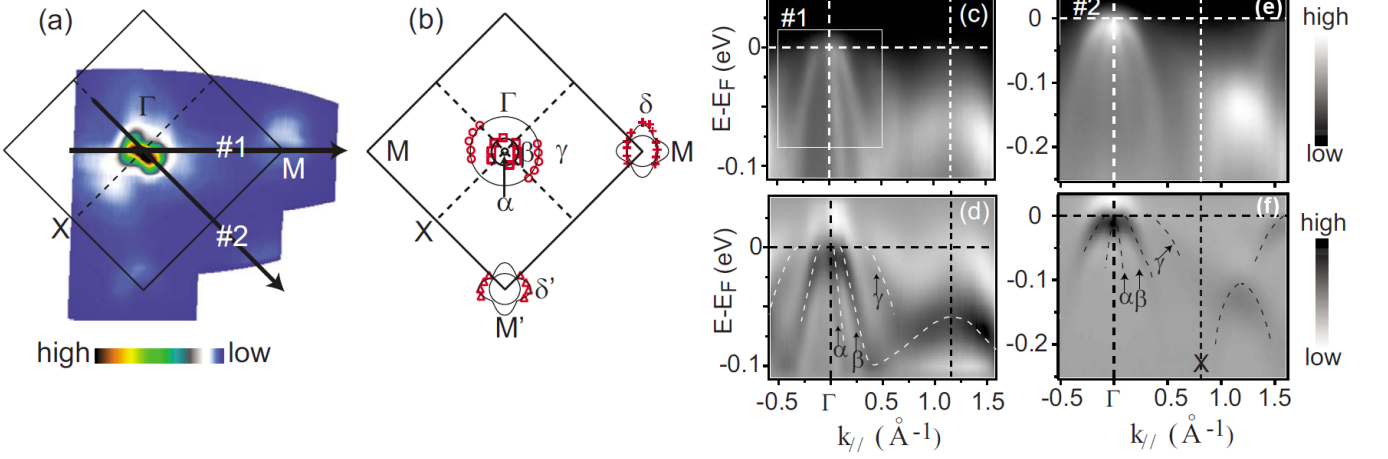 (a)
Γ
#1
M
X
#2
high
low
(b)
Γ
M
β
γ
α
X
δ
M
δ'
M'
E-E_F (eV)
0
-0.1
#1
(c)
E-E_F (eV)
0
-0.1
(d)
α
β
γ
-0.5
Γ
0.5
1.0
1.5
k_// (Å⁻¹)
0
-0.1
-0.2
#2
(e)
high
low
0
-0.1
-0.2
(f)
α
β
γ
X
high
low
-0.5
Γ
0.5
1.0
1.5
k_// (Å⁻¹)